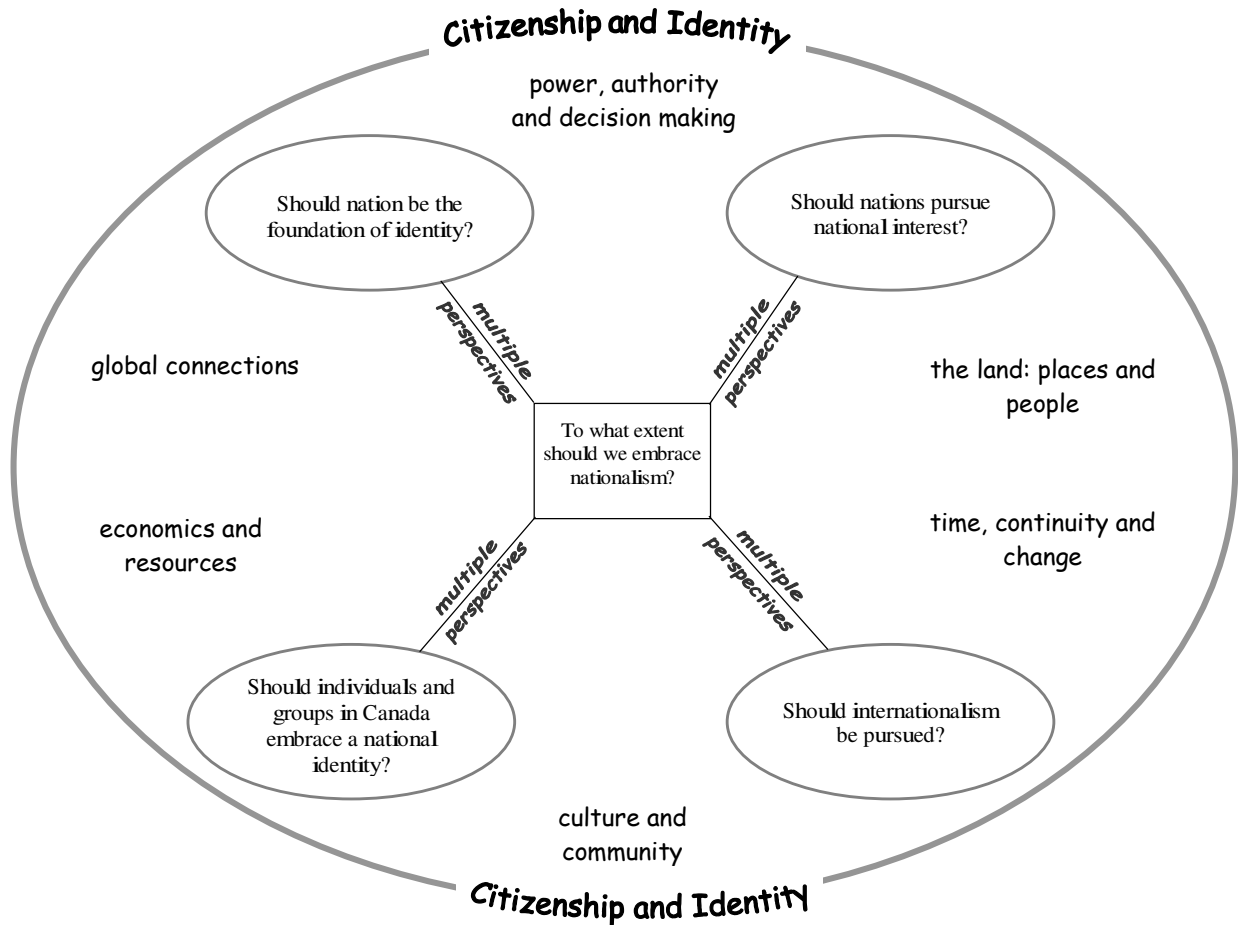 Citizenship and Identity
power, authority
and decision making
Should nation be the
foundation of identity?
Should nations pursue
national interest?
multiple
perspectives
multiple
perspectives
global connections
the land: places and
people
To what extent
should we embrace
nationalism?
economics and
resources
time, continuity and
change
multiple
perspectives
multiple
perspectives
Should individuals and
groups in Canada
embrace a national
identity?
Should internationalism
be pursued?
culture and
community
Citizenship and Identity